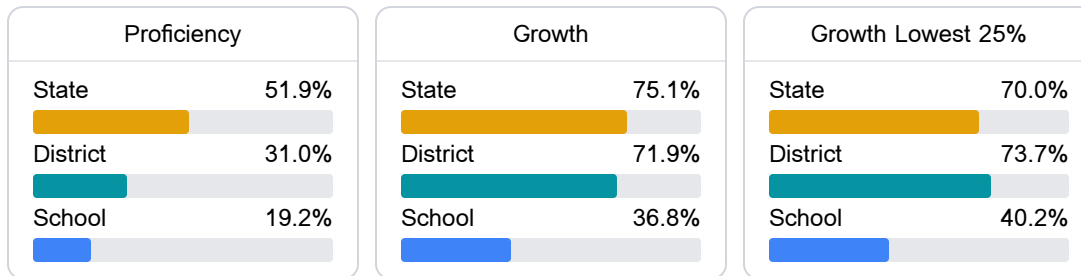 Proficiency
State 51.9%
District 31.0%
School 19.2%
Growth
State 75.1%
District 71.9%
School 36.8%
Growth Lowest 25%
State 70.0%
District 73.7%
School 40.2%